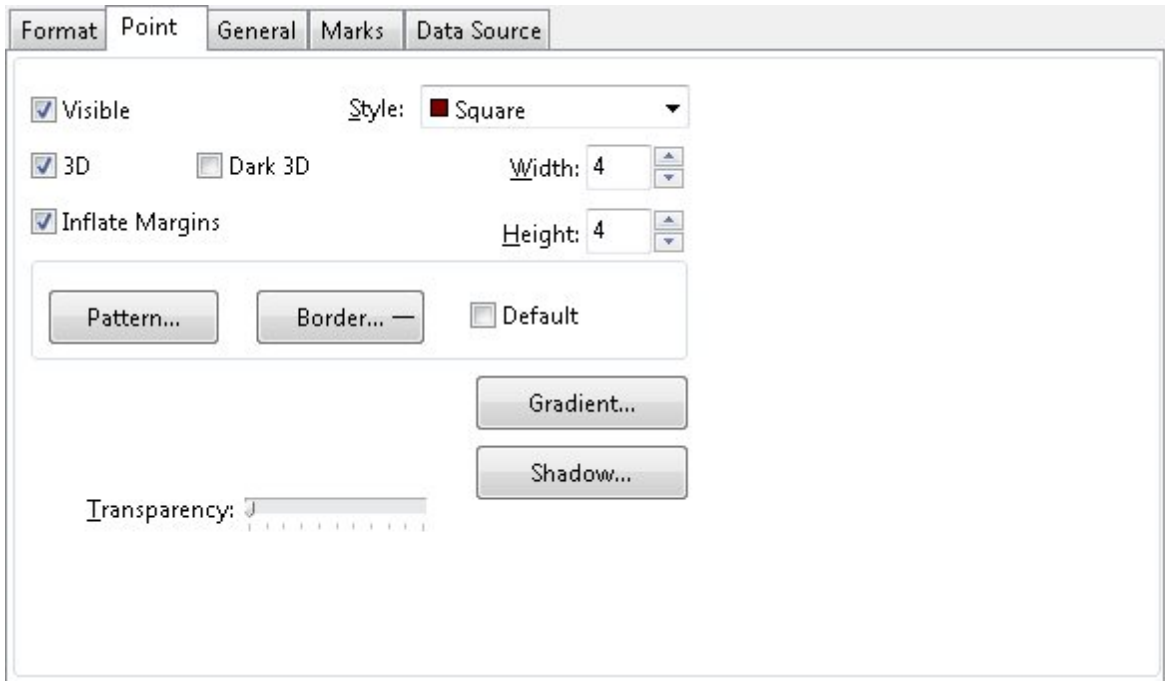 Format Point General Marks Data Source
Visible Style: Square
3D Dark 3D Width: 4
Inflate Margins Height: 4
Pattern... Border... Default
Gradient...
Shadow...
Transparency: